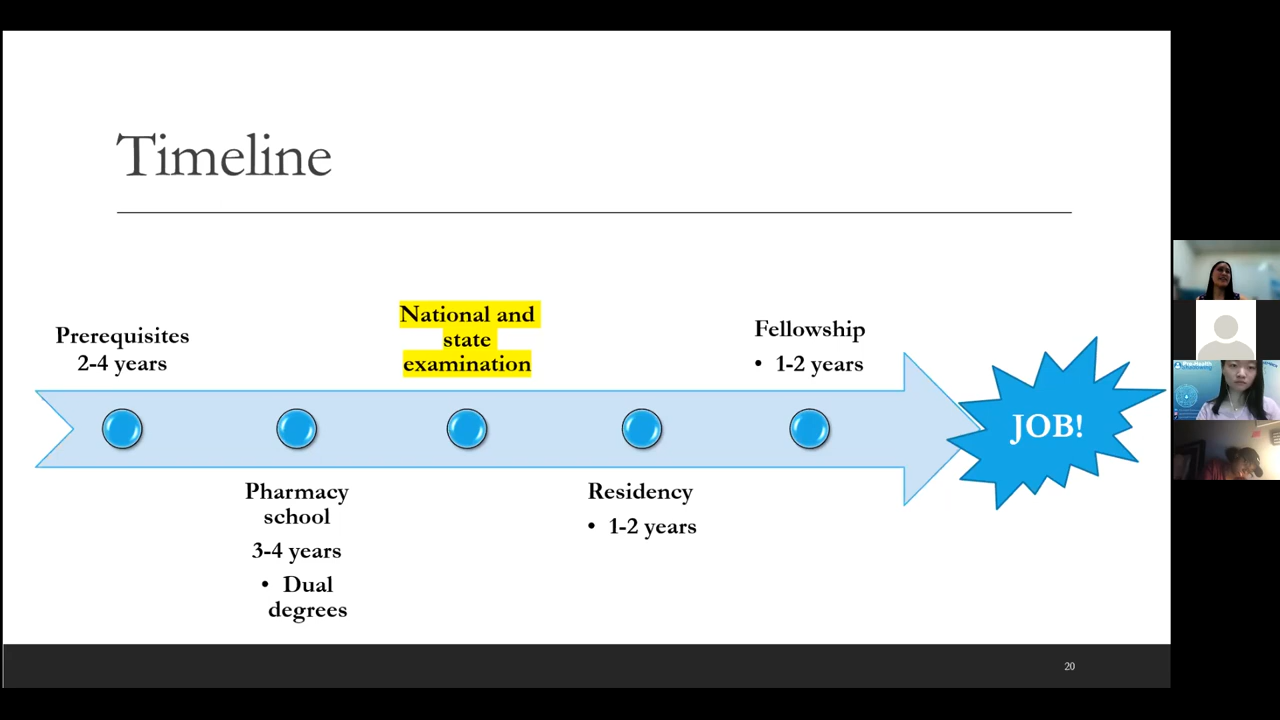 Timeline
Prerequisites
2-4 years
Pharmacy
school
3-4 years
• Dual
degrees
National and
state
examination
Residency
• 1-2 years
Fellowship
• 1-2 years
JOB!
20